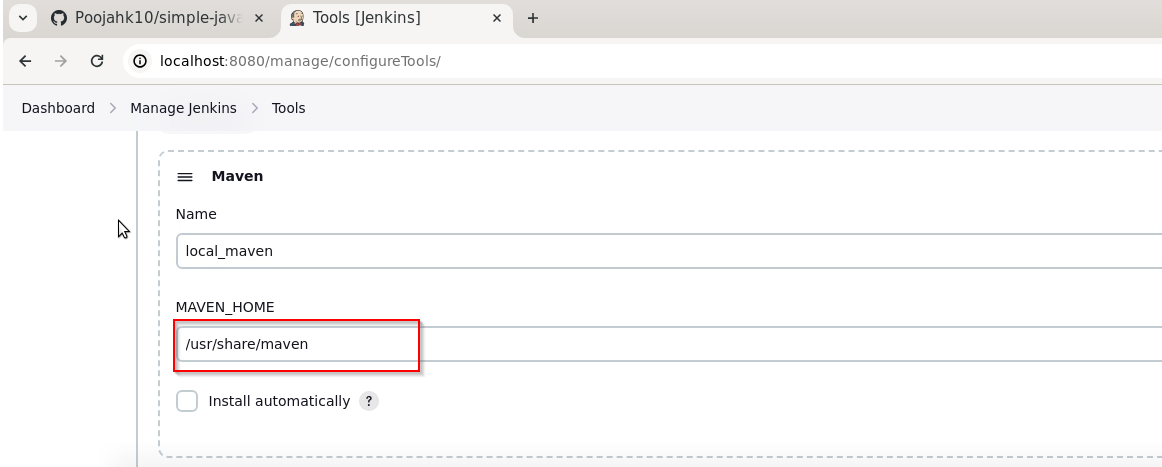 Poojahk10/simple-java
Tools [Jenkins]
localhost:8080/manage/configureTools/
Dashboard > Manage Jenkins > Tools
Maven
Name
local_maven
MAVEN_HOME
/usr/share/maven
Install automatically ?